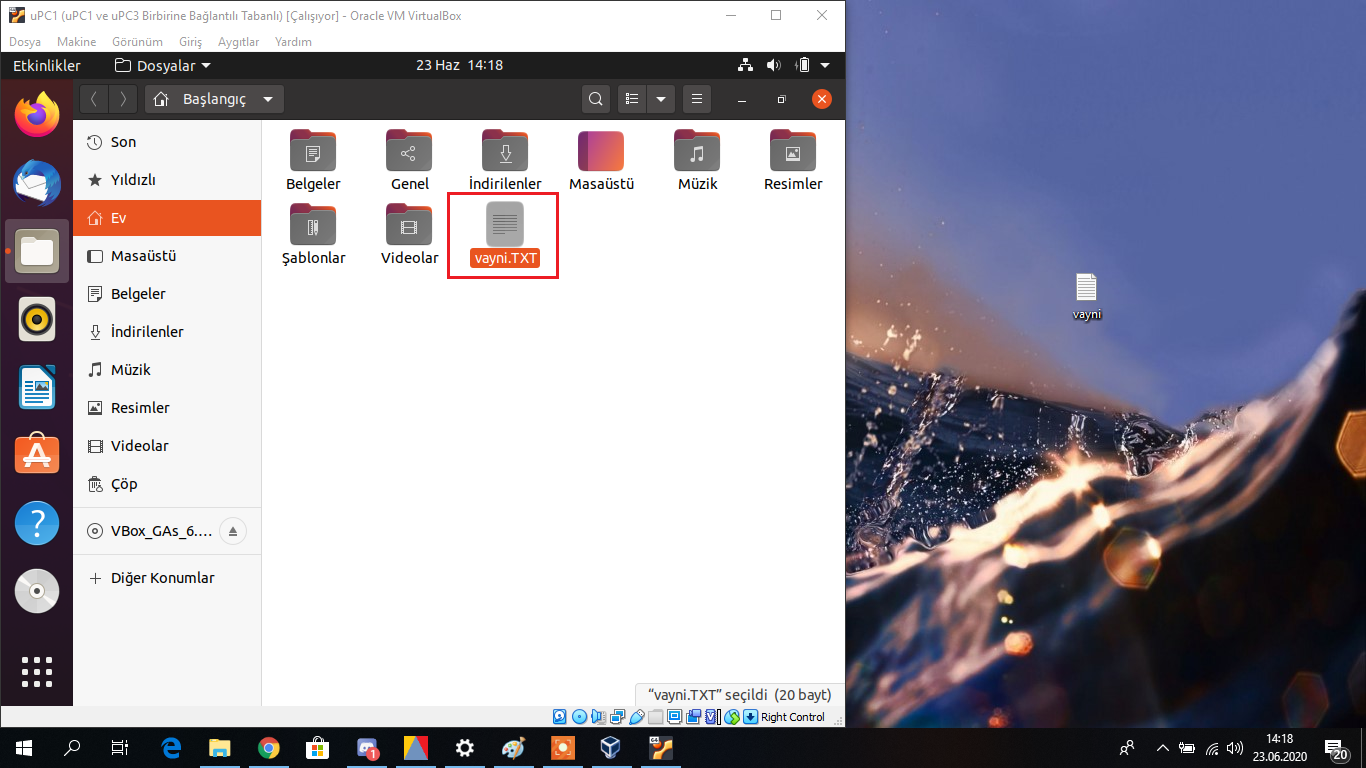 uPC1 (uPC1 ve uPC3 Birbirine Bağlantılı Tabanlı) [Çalışıyor] - Oracle VM VirtualBox
Dosya Makine Görünüm Giriş Aygıtlar Yardım
Etkinlikler Dosyalar 23 Haz 14:18
Başlangıç
Son
Yıldızlı
Ev
Masaüstü
Belgeler
İndirilenler
Müzik
Resimler
Videolar
Çöp
VBox_GAs_6....
Diğer Konumlar
Belgeler Genel İndirilenler Masaüstü Müzik Resimler
Şablonlar Videolar vayni.TXT
“vayni.TXT” seçildi (20 bayt)
Right Control
vayni
?
1
64
14:18
23.06.2020
20